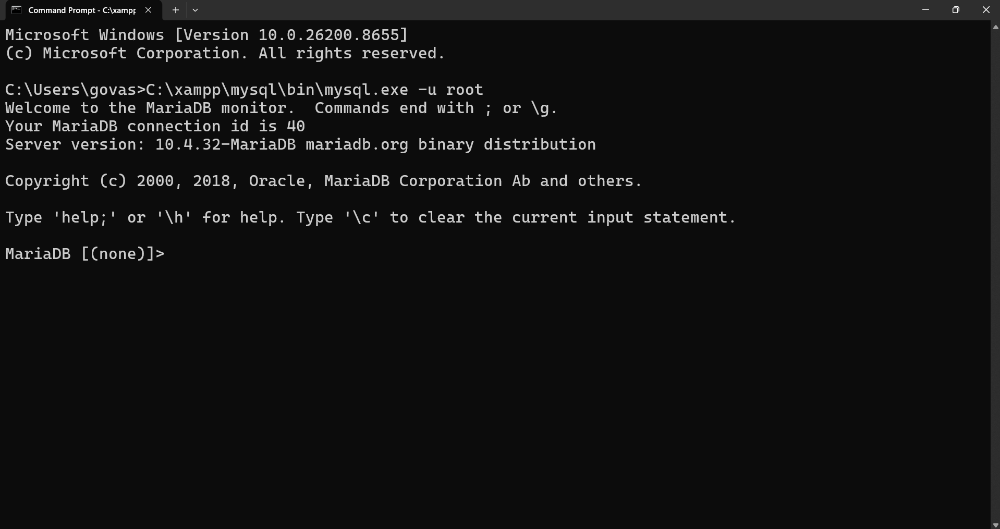 Command Prompt - C:\xampp
Microsoft Windows [Version 10.0.26200.8655]
(c) Microsoft Corporation. All rights reserved.
C:\Users\govas>C:\xampp\mysql\bin\mysql.exe -u root
Welcome to the MariaDB monitor.  Commands end with ; or \g.
Your MariaDB connection id is 40
Server version: 10.4.32-MariaDB mariadb.org binary distribution
Copyright (c) 2000, 2018, Oracle, MariaDB Corporation Ab and others.
Type 'help;' or '\h' for help. Type '\c' to clear the current input statement.
MariaDB [(none)]>